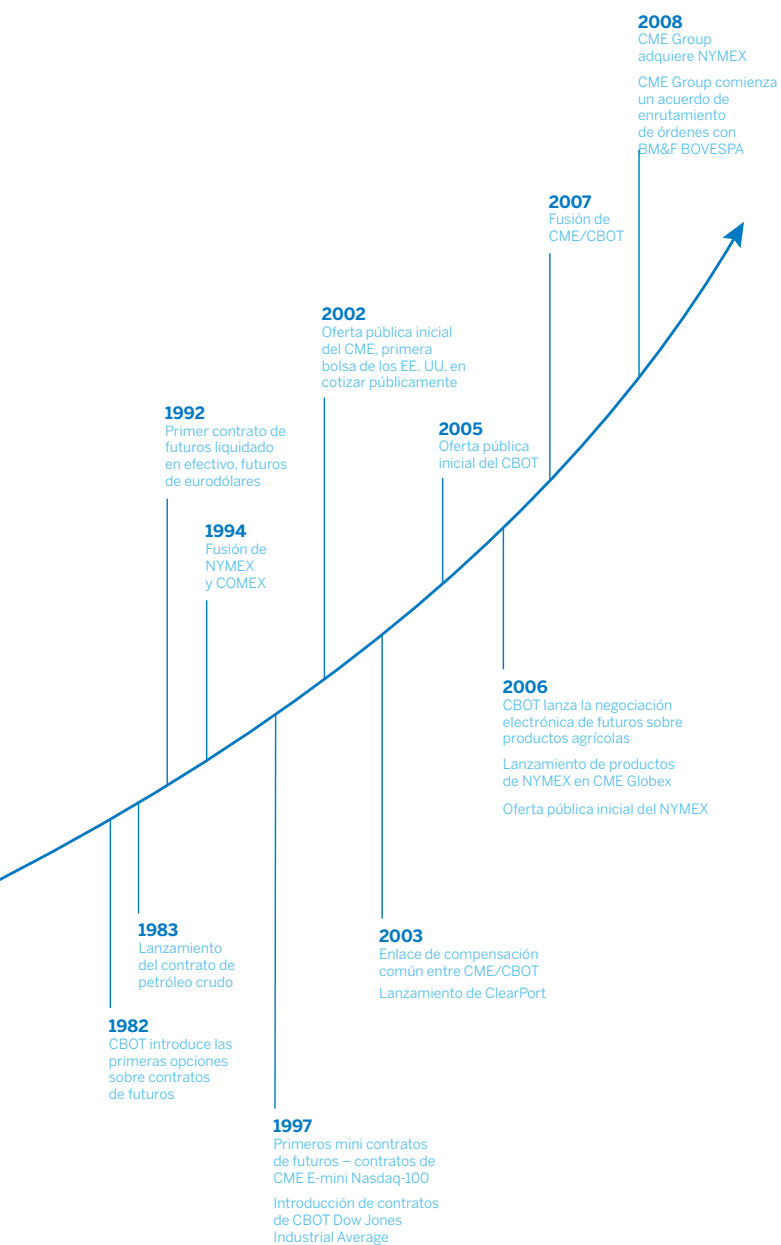 2008
CME Group
adquiere NYMEX
CME Group comienza
un acuerdo de
enrutamiento
de órdenes con
BM&F BOVESPA
2007
Fusión de
CME/CBOT
2002
Oferta pública inicial
del CME, primera
bolsa de los EE. UU. en
cotizar públicamente
1992
Primer contrato de
futuros liquidado
en efectivo, futuros
de eurodólares
2005
Oferta pública
inicial del CBOT
1994
Fusión de
NYMEX
y COMEX
2006
CBOT lanza la negociación
electrónica de futuros sobre
productos agrícolas
Lanzamiento de productos
de NYMEX en CME Globex
Oferta pública inicial del NYMEX
1983
Lanzamiento
del contrato de
petróleo crudo
2003
Enlace de compensación
común entre CME/CBOT
Lanzamiento de ClearPort
1982
CBOT introduce las
primeras opciones
sobre contratos
de futuros
1997
Primeros mini contratos
de futuros – contratos de
CME E-mini Nasdaq-100
Introducción de contratos
de CBOT Dow Jones
Industrial Average